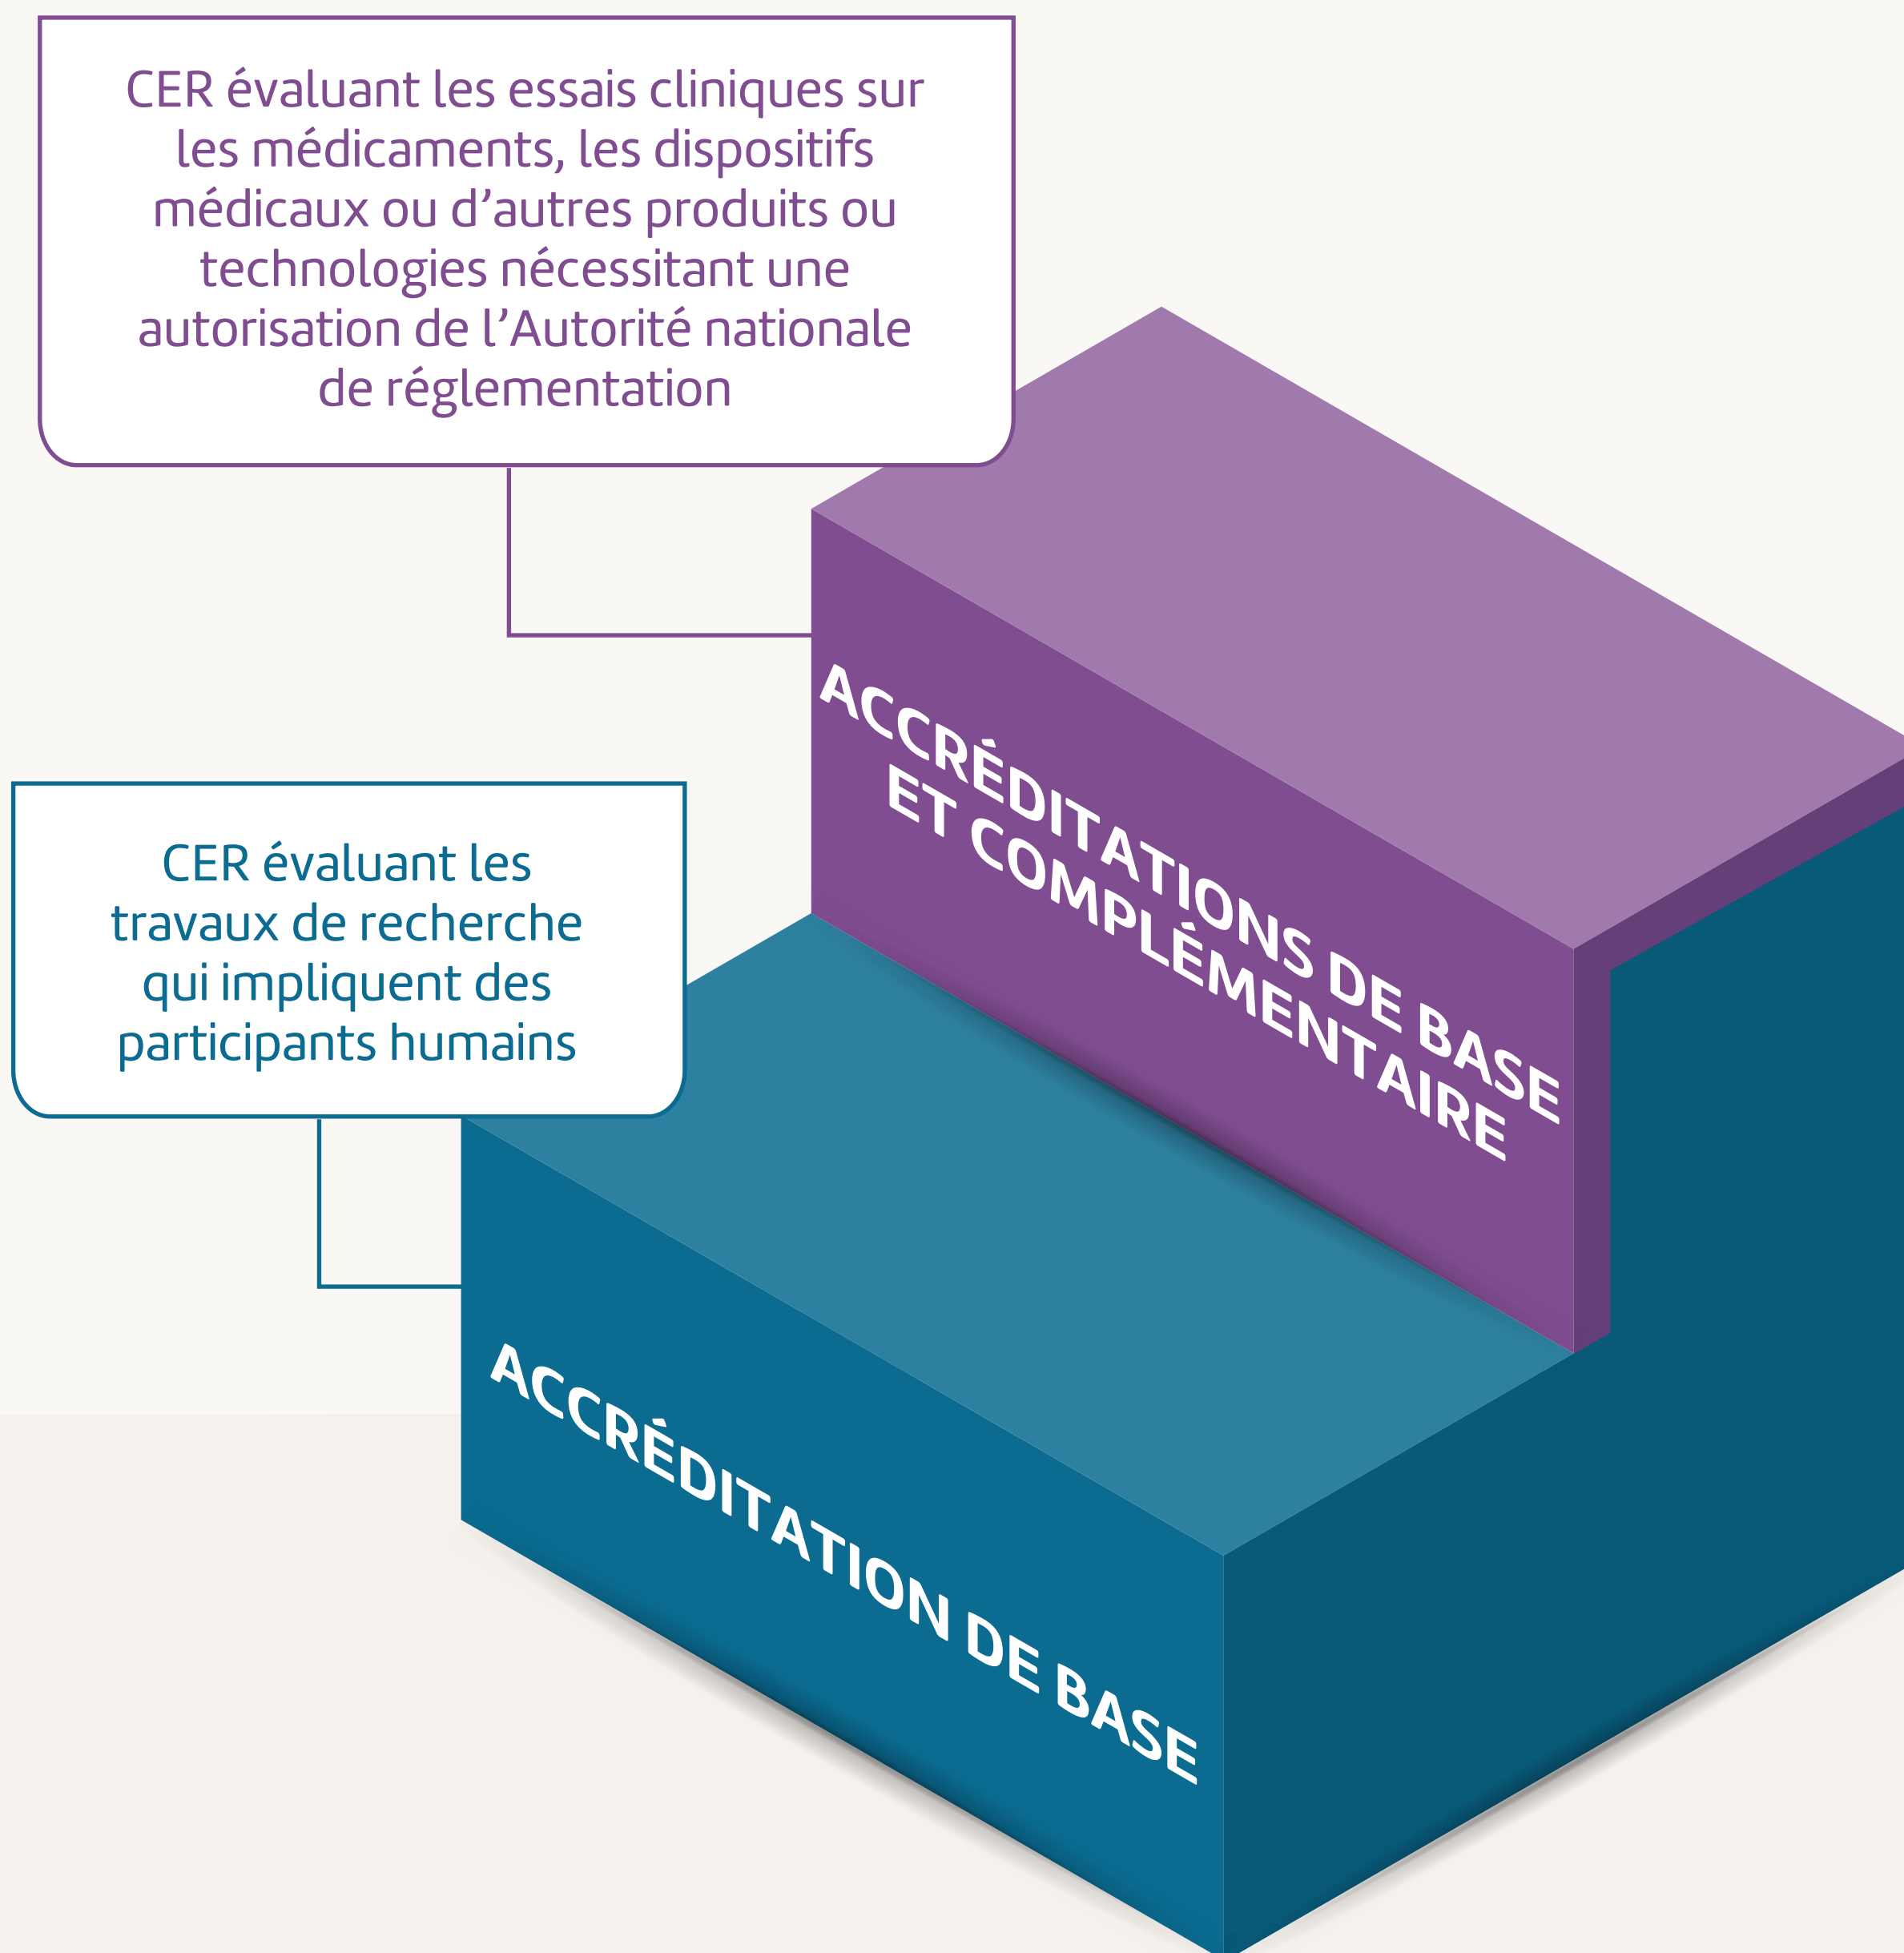 CER évaluant les essais cliniques sur
les médicaments, les dispositifs
médicaux ou d’autres produits ou
technologies nécessitant une
autorisation de l’Autorité nationale
de réglementation
ACCRÉDITATIONS DE BASE
ET COMPLÉMENTAIRE
CER évaluant les
travaux de recherche
qui impliquent des
participants humains
ACCRÉDITATION DE BASE